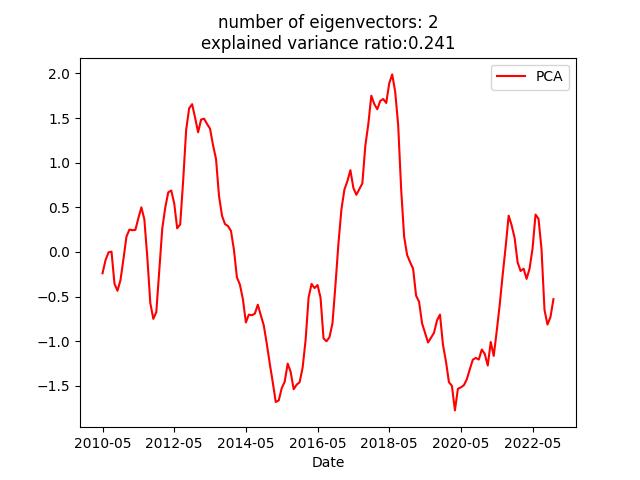 number of eigenvectors: 2
explained variance ratio:0.241
PCA
2.0
1.5
1.0
0.5
0.0
−0.5
−1.0
−1.5
2010-05 2012-05 2014-05 2016-05 2018-05 2020-05 2022-05
Date